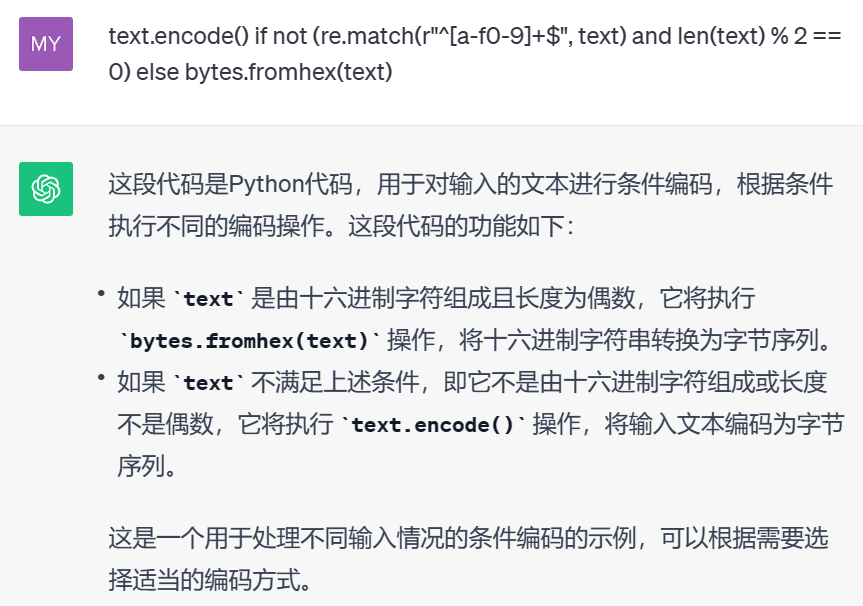 MY
text.encode() if not (re.match(r"^[a-f0-9]+$", text) and len(text) % 2 ==
0) else bytes.fromhex(text)
这段代码是Python代码，用于对输入的文本进行条件编码，根据条件
执行不同的编码操作。这段代码的功能如下：
• 如果 `text` 是由十六进制字符组成且长度为偶数，它将执行
`bytes.fromhex(text)` 操作，将十六进制字符串转换为字节序列。
• 如果 `text` 不满足上述条件，即它不是由十六进制字符组成或长度
不是偶数，它将执行 `text.encode()` 操作，将输入文本编码为字节
序列。
这是一个用于处理不同输入情况的条件编码的示例，可以根据需要选
择适当的编码方式。